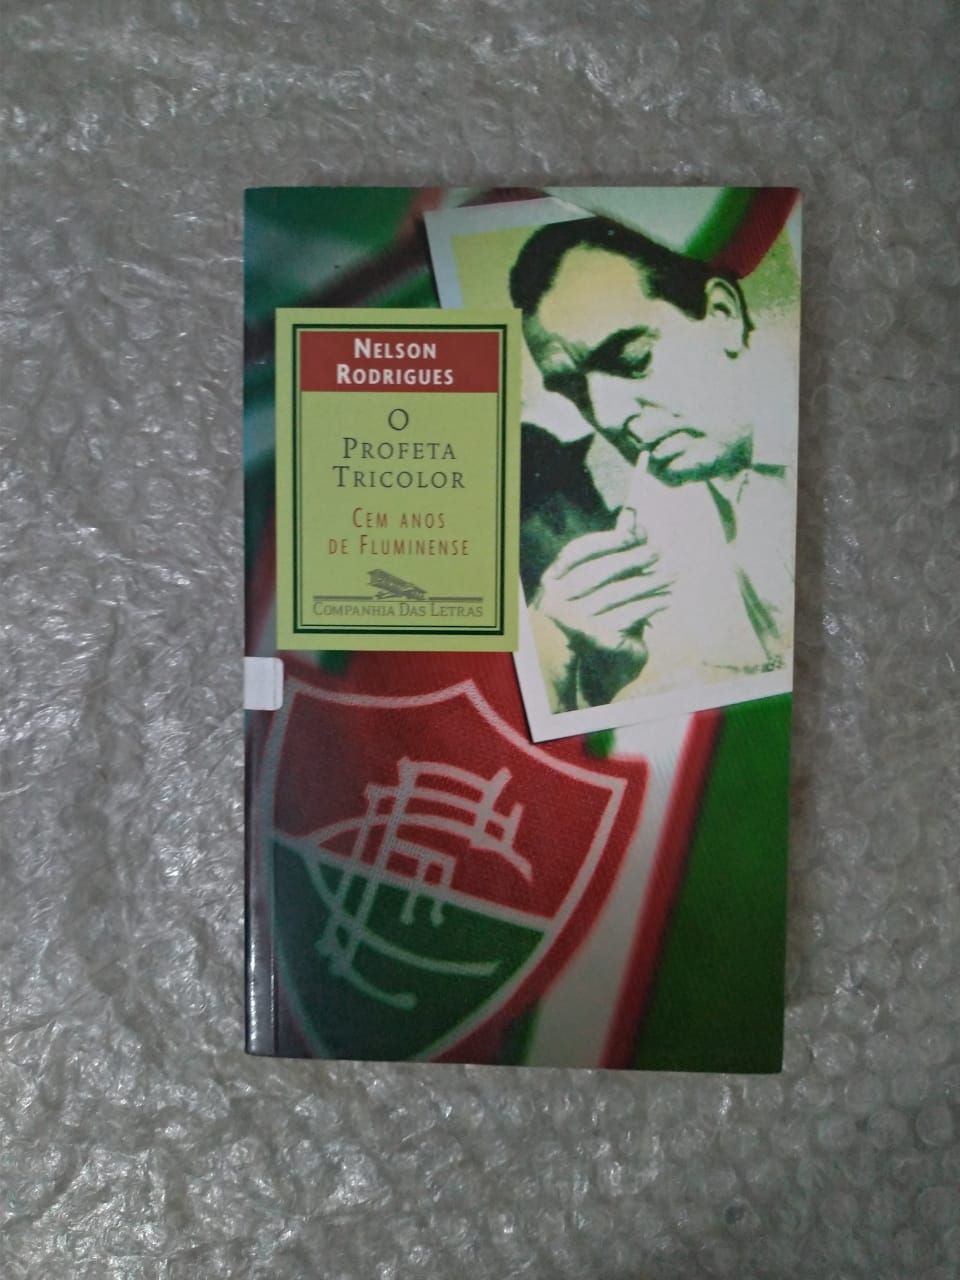 NELSON
RODRIGUES
O
PROFETA
TRICOLOR
CEM ANOS
DE FLUMINENSE
COMPANHIA DAS LETRAS